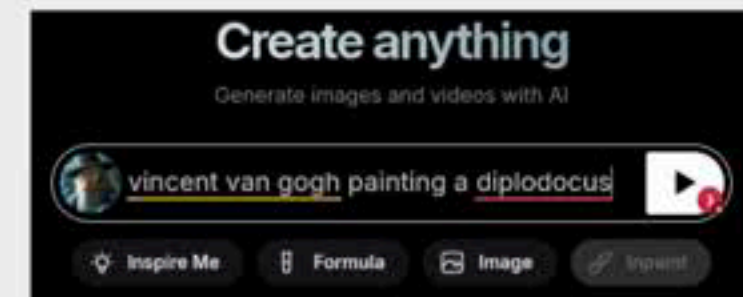 Create anything
Generate images and videos with AI
vincent van gogh painting a diplodocus
Inspire Me Formula Image Inpaint